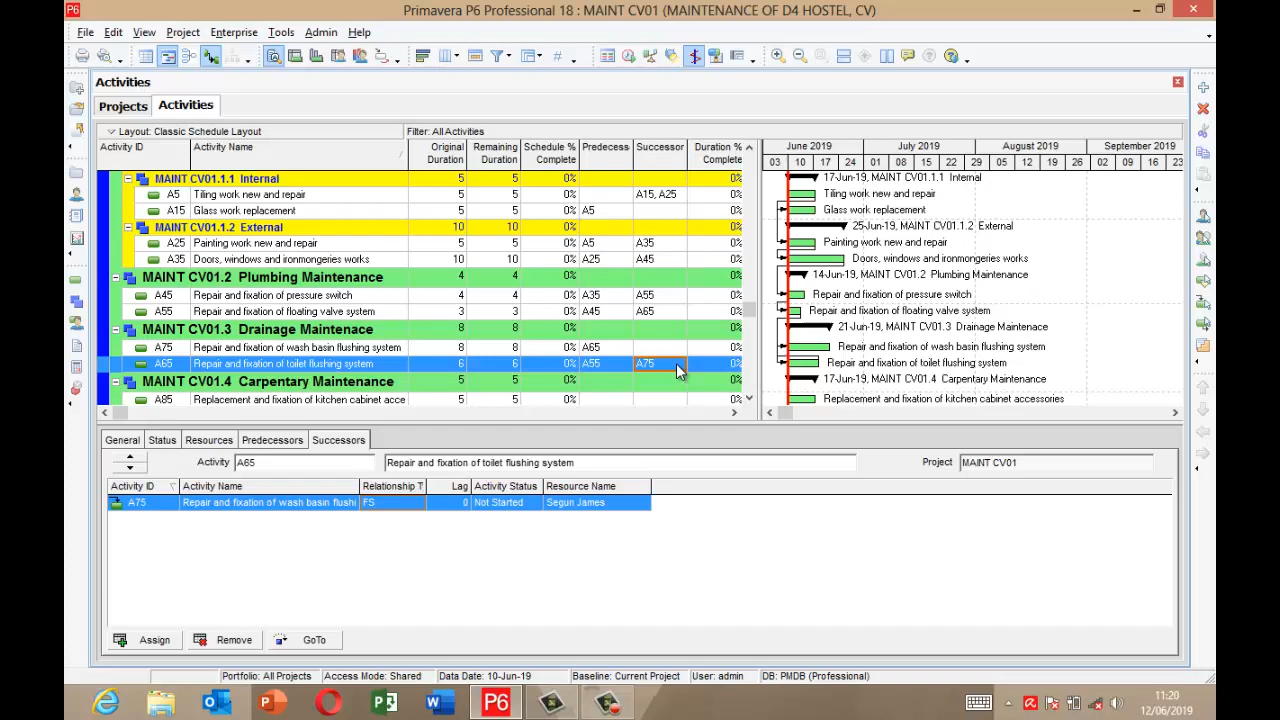 Primavera P6 Professional 18 : MAINT CV01 (MAINTENANCE OF D4 HOSTEL, CV)
File Edit View Project Enterprise Tools Admin Help
Activities
Projects Activities
Layout: Classic Schedule Layout Filter: All Activities
Activity ID Activity Name Original Duration Remaining Duration Schedule % Complete Predecess Successor Duration % Complete June 2019 July 2019 August 2019 September 2019
03 10 17 24 01 08 15 22 29 05 12 19 26 02 09 16 23
MAINT CV01.1.1 Internal 5 5 0% 0% 17-Jun-19, MAINT CV01.1.1 Internal
A5 Tiling work new and repair 5 5 0% A15, A25 0% Tiling work new and repair
A15 Glass work replacement 5 5 0% A5 0% Glass work replacement
MAINT CV01.1.2 External 10 10 0% 0% 25-Jun-19, MAINT CV01.1.2 External
A25 Painting work new and repair 5 5 0% A5 A35 0% Painting work new and repair
A35 Doors, windows and ironmongeries works 10 10 0% A25 A45 0% Doors, windows and ironmongeries works
MAINT CV01.2 Plumbing Maintenance 4 4 0% 0% 14-Jun-19, MAINT CV01.2 Plumbing Maintenance
A45 Repair and fixation of pressure switch 4 4 0% A35 A55 0% Repair and fixation of pressure switch
A55 Repair and fixation of floating valve system 3 3 0% A45 A65 0% Repair and fixation of floating valve system
MAINT CV01.3 Drainage Maintenace 8 8 0% 0% 21-Jun-19, MAINT CV01.3 Drainage Maintenace
A75 Repair and fixation of wash basin flushing system 8 8 0% A65 0% Repair and fixation of wash basin flushing system
A65 Repair and fixation of toilet flushing system 6 6 0% A55 A75 0% Repair and fixation of toilet flushing system
MAINT CV01.4 Carpentary Maintenance 5 5 0% 0% 17-Jun-19, MAINT CV01.4 Carpentary Maintenance
A85 Replacement and fixation of kitchen cabinet acce 5 5 0% 0% Replacement and fixation of kitchen cabinet accessories
General Status Resources Predecessors Successors
Activity A65 Repair and fixation of toilet flushing system Project MAINT CV01
Activity ID Activity Name Relationship T Lag Activity Status Resource Name
A75 Repair and fixation of wash basin flushi FS 0 Not Started Segun James
Assign Remove GoTo
Portfolio: All Projects Access Mode: Shared Data Date: 10-Jun-19 Baseline: Current Project User: admin DB: PMDB (Professional)
11:20
12/06/2019